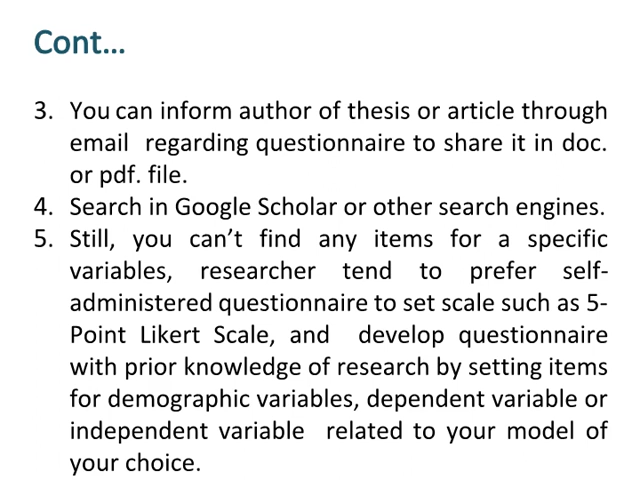 Cont...
3. You can inform author of thesis or article through
email regarding questionnaire to share it in doc.
or pdf. file.
4. Search in Google Scholar or other search engines.
5. Still, you can’t find any items for a specific
variables, researcher tend to prefer self-
administered questionnaire to set scale such as 5-
Point Likert Scale, and develop questionnaire
with prior knowledge of research by setting items
for demographic variables, dependent variable or
independent variable related to your model of
your choice.